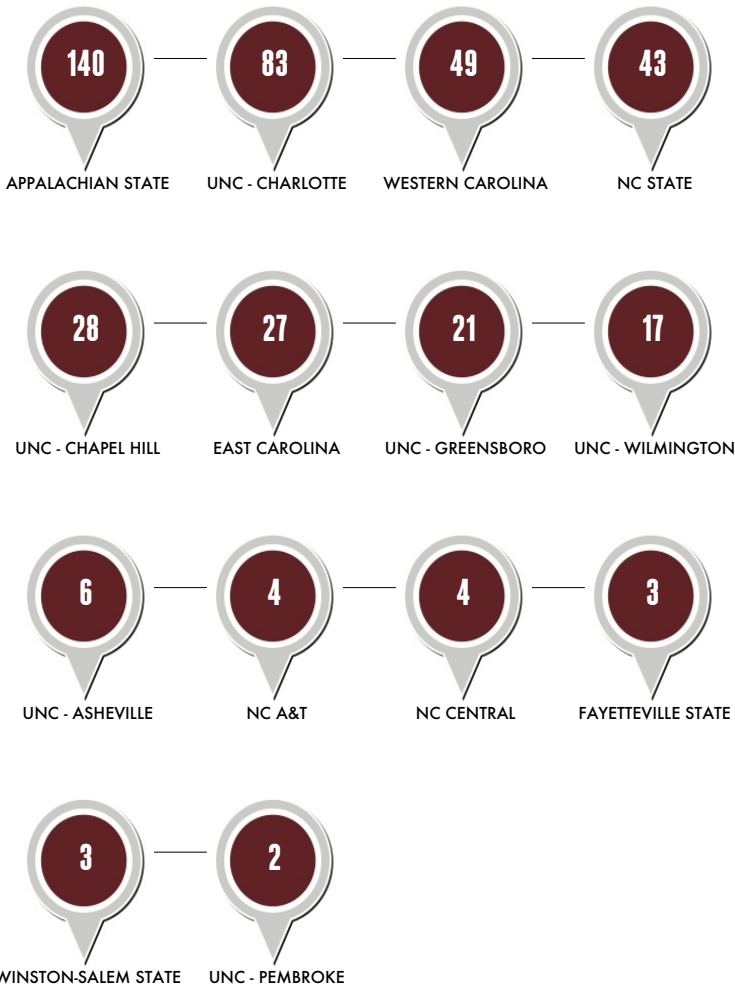 140 83 49 43
APPALACHIAN STATE UNC - CHARLOTTE WESTERN CAROLINA NC STATE
28 27 21 17
UNC - CHAPEL HILL EAST CAROLINA UNC - GREENSBORO UNC - WILMINGTON
6 4 4 3
UNC - ASHEVILLE NC A&T NC CENTRAL FAYETTEVILLE STATE
3 2
WINSTON-SALEM STATE UNC - PEMBROKE